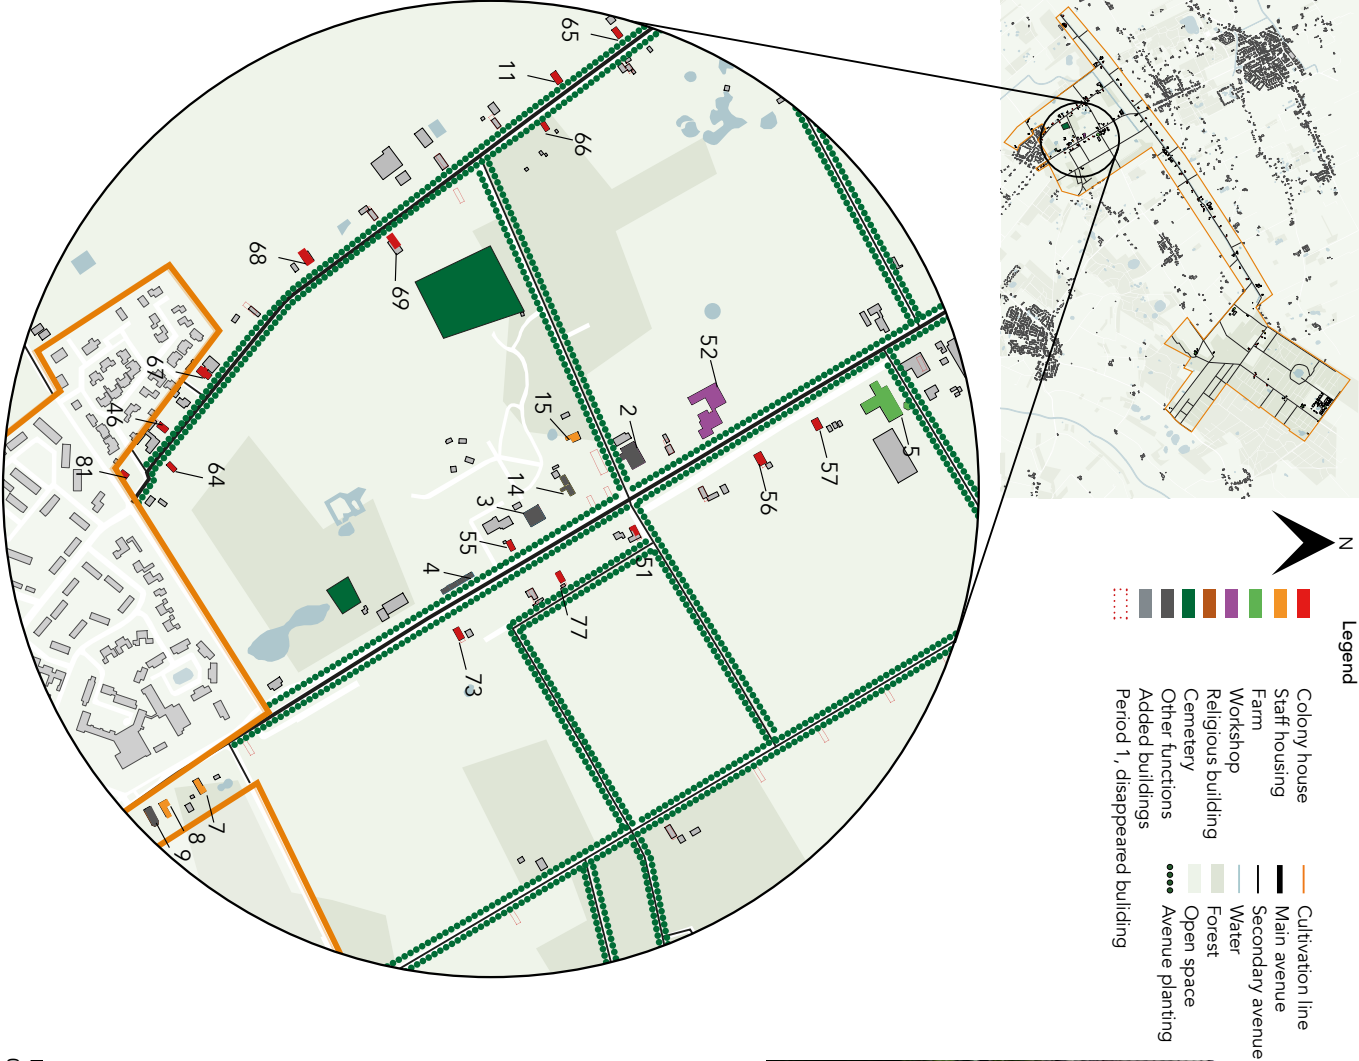 N
Legend
Colony house
Staff housing
Farm
Workshop
Religious building
Cemetery
Other functions
Added buildings
Period 1, disappeared buliding
Cultivation line
Main avenue
Secondary avenue
Water
Forest
Open space
Avenue planting
65
11
66
68
69
67
46
81
64
52
2
15
14
3
55
4
5
57
56
51
77
73
7
8
9